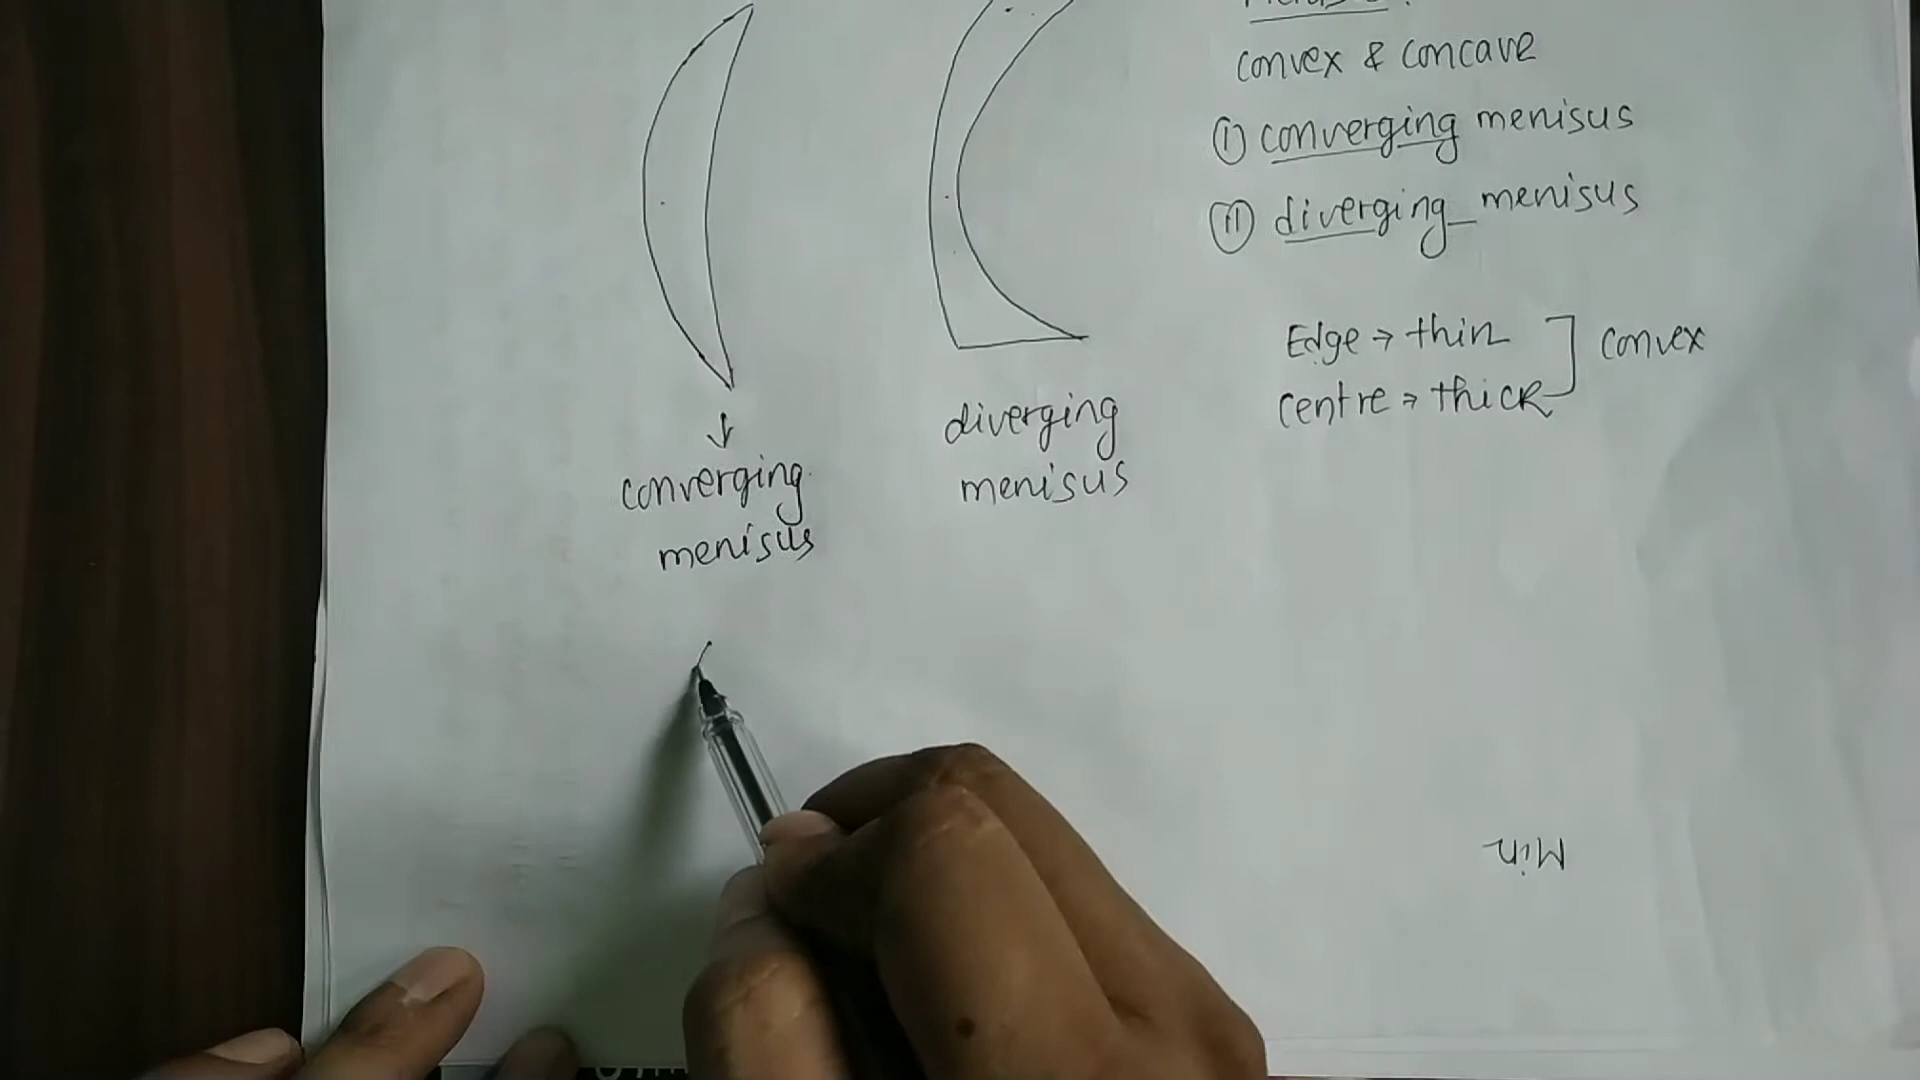 convex & concave
(I) converging menisus
(II) diverging menisus
Edge → thin
centre → thick
] convex
↓
converging
menisus
diverging
menisus
Min